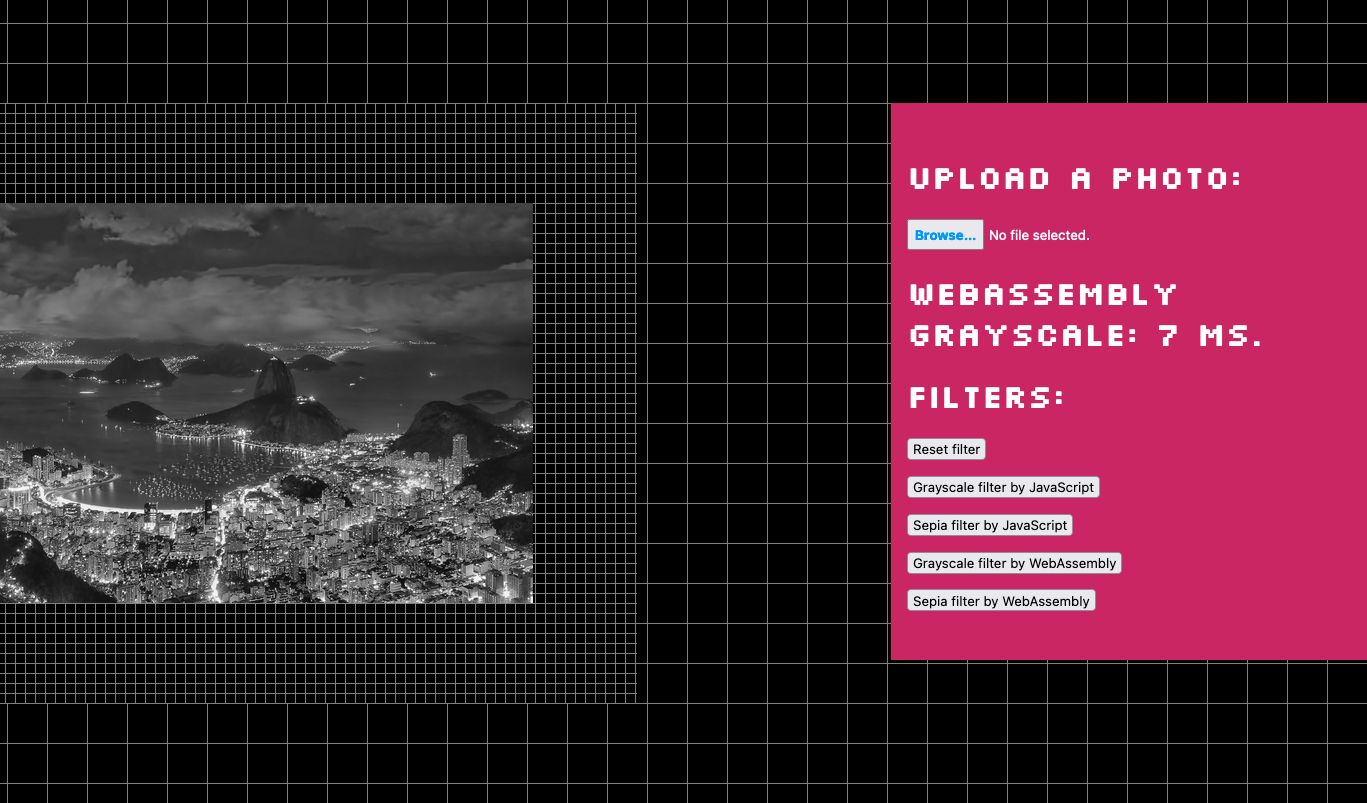 UPLOAD A PHOTO:
Browse... No file selected.
WEBASSEMBLY
GRAYSCALE: 7 MS.
FILTERS:
Reset filter
Grayscale filter by JavaScript
Sepia filter by JavaScript
Grayscale filter by WebAssembly
Sepia filter by WebAssembly